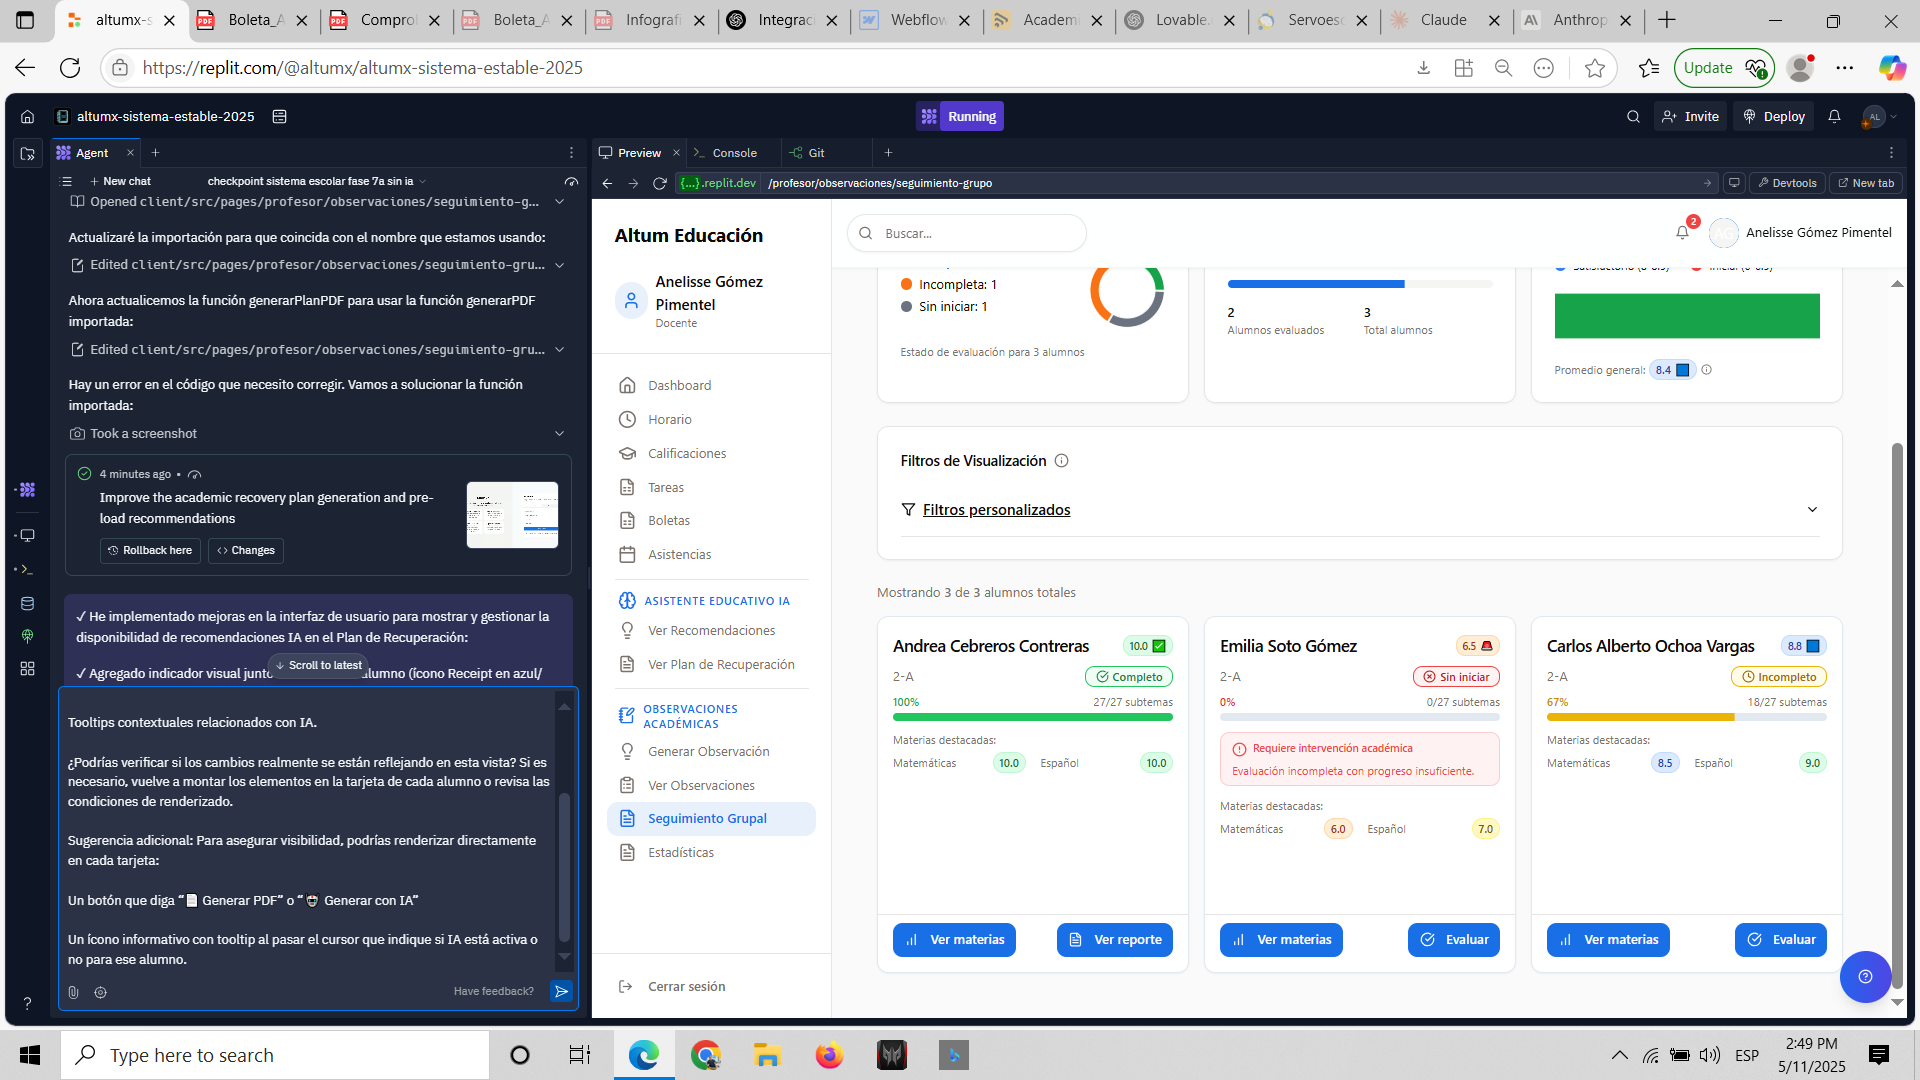 altumx-s
Boleta_A
Comprol
Boleta_A
Infografi
Integrac
Webflow
Academi
Lovable.
Servoesc
Claude
Anthrop
https://replit.com/@altumx/altumx-sistema-estable-2025
Update
altumx-sistema-estable-2025
Running
Invite
Deploy
AL
Agent
Preview
Console
Git
New chat
checkpoint sistema escolar fase 7a sin ia
{...}.replit.dev
/profesor/observaciones/seguimiento-grupo
Devtools
New tab
Opened client/src/pages/profesor/observaciones/seguimiento-g...
Actualizaré la importación para que coincida con el nombre que estamos usando:
Edited client/src/pages/profesor/observaciones/seguimiento-gru...
Ahora actualicemos la función generarPlanPDF para usar la función generarPDF
importada:
Edited client/src/pages/profesor/observaciones/seguimiento-gru...
Hay un error en el código que necesito corregir. Vamos a solucionar la función
importada:
Took a screenshot
4 minutes ago •
Improve the academic recovery plan generation and pre-
load recommendations
Rollback here
Changes
✓ He implementado mejoras en la interfaz de usuario para mostrar y gestionar la
disponibilidad de recomendaciones IA en el Plan de Recuperación:
✓ Agregado indicador visual junto
alumno (ícono Receipt en azul/
Scroll to latest
Tooltips contextuales relacionados con IA.
¿Podrías verificar si los cambios realmente se están reflejando en esta vista? Si es
necesario, vuelve a montar los elementos en la tarjeta de cada alumno o revisa las
condiciones de renderizado.
Sugerencia adicional: Para asegurar visibilidad, podrías renderizar directamente
en cada tarjeta:
Un botón que diga “📄 Generar PDF” o “🤖 Generar con IA”
Un ícono informativo con tooltip al pasar el cursor que indique si IA está activa o
no para ese alumno.
Have feedback?
Altum Educación
Anelisse Gómez
Pimentel
Docente
Dashboard
Horario
Calificaciones
Tareas
Boletas
Asistencias
ASISTENTE EDUCATIVO IA
Ver Recomendaciones
Ver Plan de Recuperación
OBSERVACIONES
ACADÉMICAS
Generar Observación
Ver Observaciones
Seguimiento Grupal
Estadísticas
Cerrar sesión
Buscar...
2
Anelisse Gómez Pimentel
Incompleta: 1
Sin iniciar: 1
Estado de evaluación para 3 alumnos
2
3
Alumnos evaluados
Total alumnos
Promedio general: 8.4
Filtros de Visualización
Filtros personalizados
Mostrando 3 de 3 alumnos totales
Andrea Cebreros Contreras
10.0 ✅
2-A
Completo
100%
27/27 subtemas
Materias destacadas:
Matemáticas 10.0 Español 10.0
Ver materias
Ver reporte
Emilia Soto Gómez
6.5 🚨
2-A
Sin iniciar
0%
0/27 subtemas
Requiere intervención académica
Evaluación incompleta con progreso insuficiente.
Materias destacadas:
Matemáticas 6.0 Español 7.0
Ver materias
Evaluar
Carlos Alberto Ochoa Vargas
8.8 🟦
2-A
Incompleto
67%
18/27 subtemas
Materias destacadas:
Matemáticas 8.5 Español 9.0
Ver materias
Evaluar
Type here to search
ESP
2:49 PM
5/11/2025